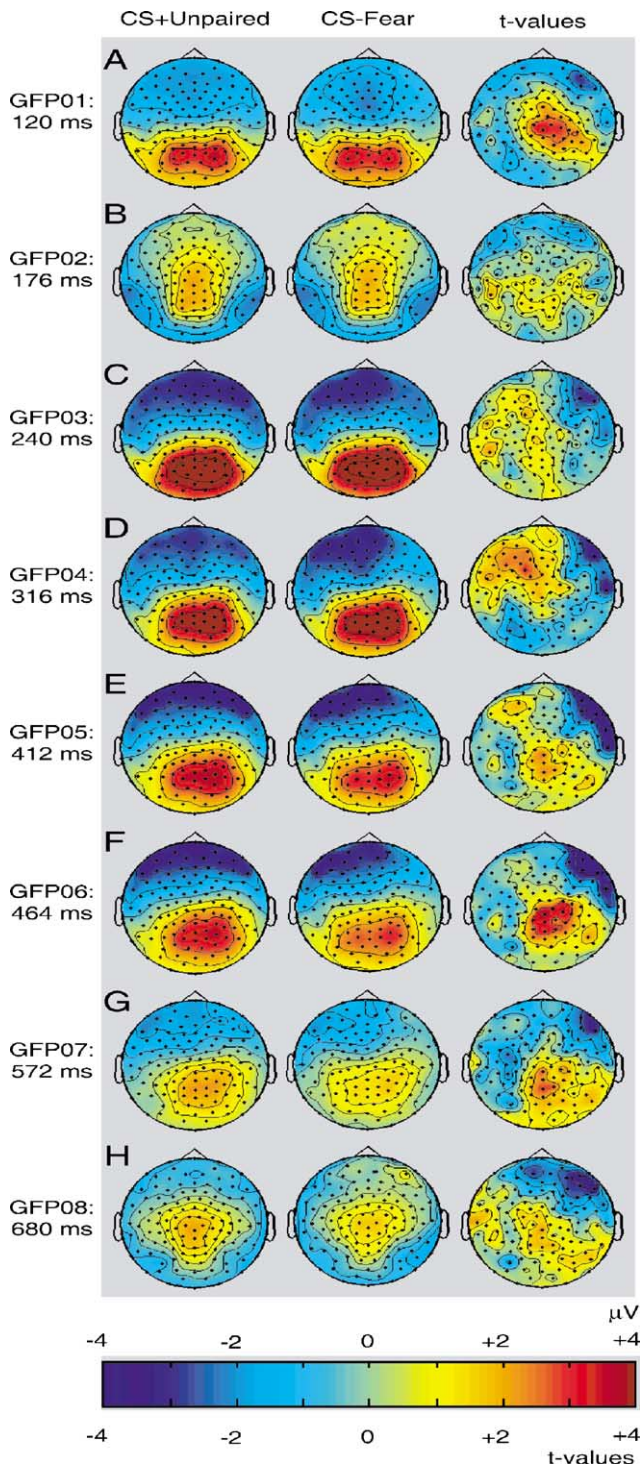 CS+Unpaired CS-Fear t-values
A
GFP01:
120 ms
B
GFP02:
176 ms
C
GFP03:
240 ms
D
GFP04:
316 ms
E
GFP05:
412 ms
F
GFP06:
464 ms
G
GFP07:
572 ms
H
GFP08:
680 ms
µV
-4 -2 0 +2 +4
-4 -2 0 +2 +4
t-values